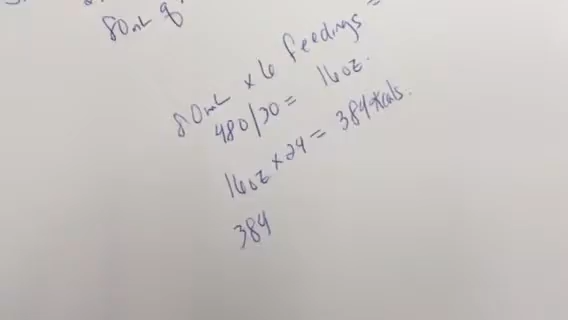 80mL q
80mL x 6 feedings =
480/30 = 16oz.
16oz x 24 = 384 kcals.
384